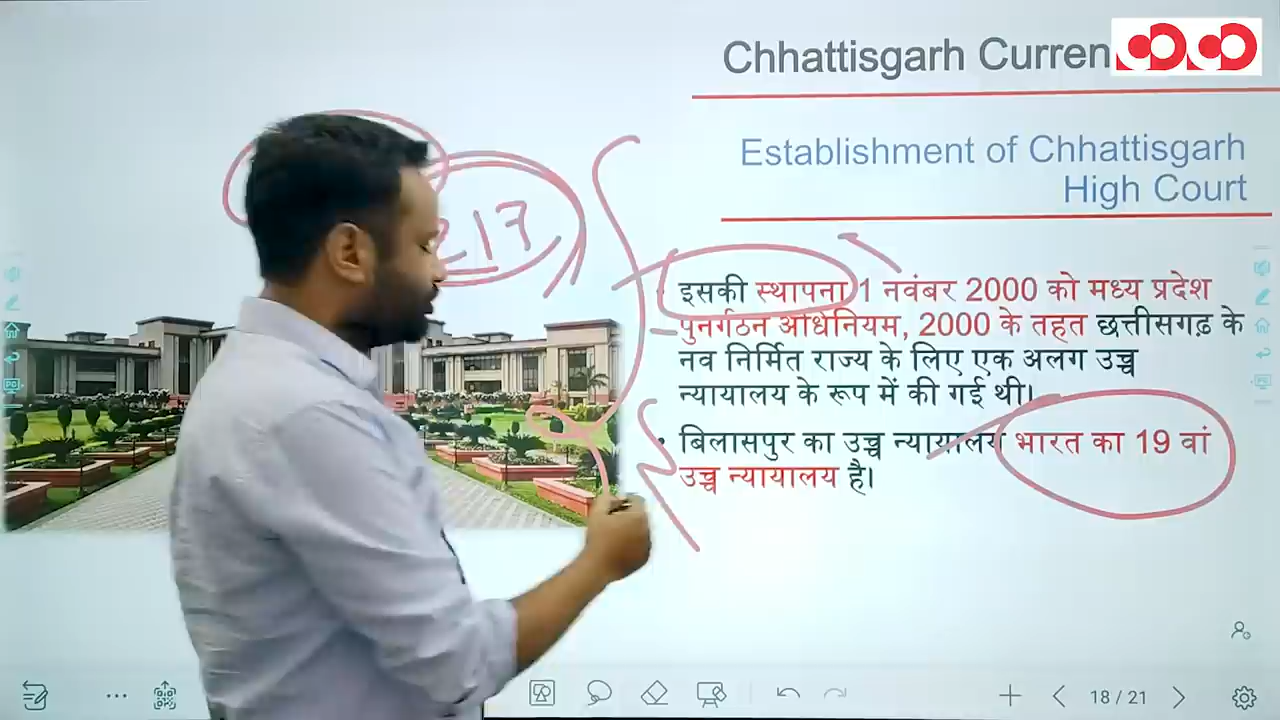 Chhattisgarh Curren
Establishment of Chhattisgarh
High Court
217
इसकी स्थापना 1 नवंबर 2000 को मध्य प्रदेश
पुनर्गठन अधिनियम, 2000 के तहत छत्तीसगढ़ के
नव निर्मित राज्य के लिए एक अलग उच्च
न्यायालय के रूप में की गई थी।
• बिलासपुर का उच्च न्यायालय भारत का 19 वां
उच्च न्यायालय है।
18 / 21